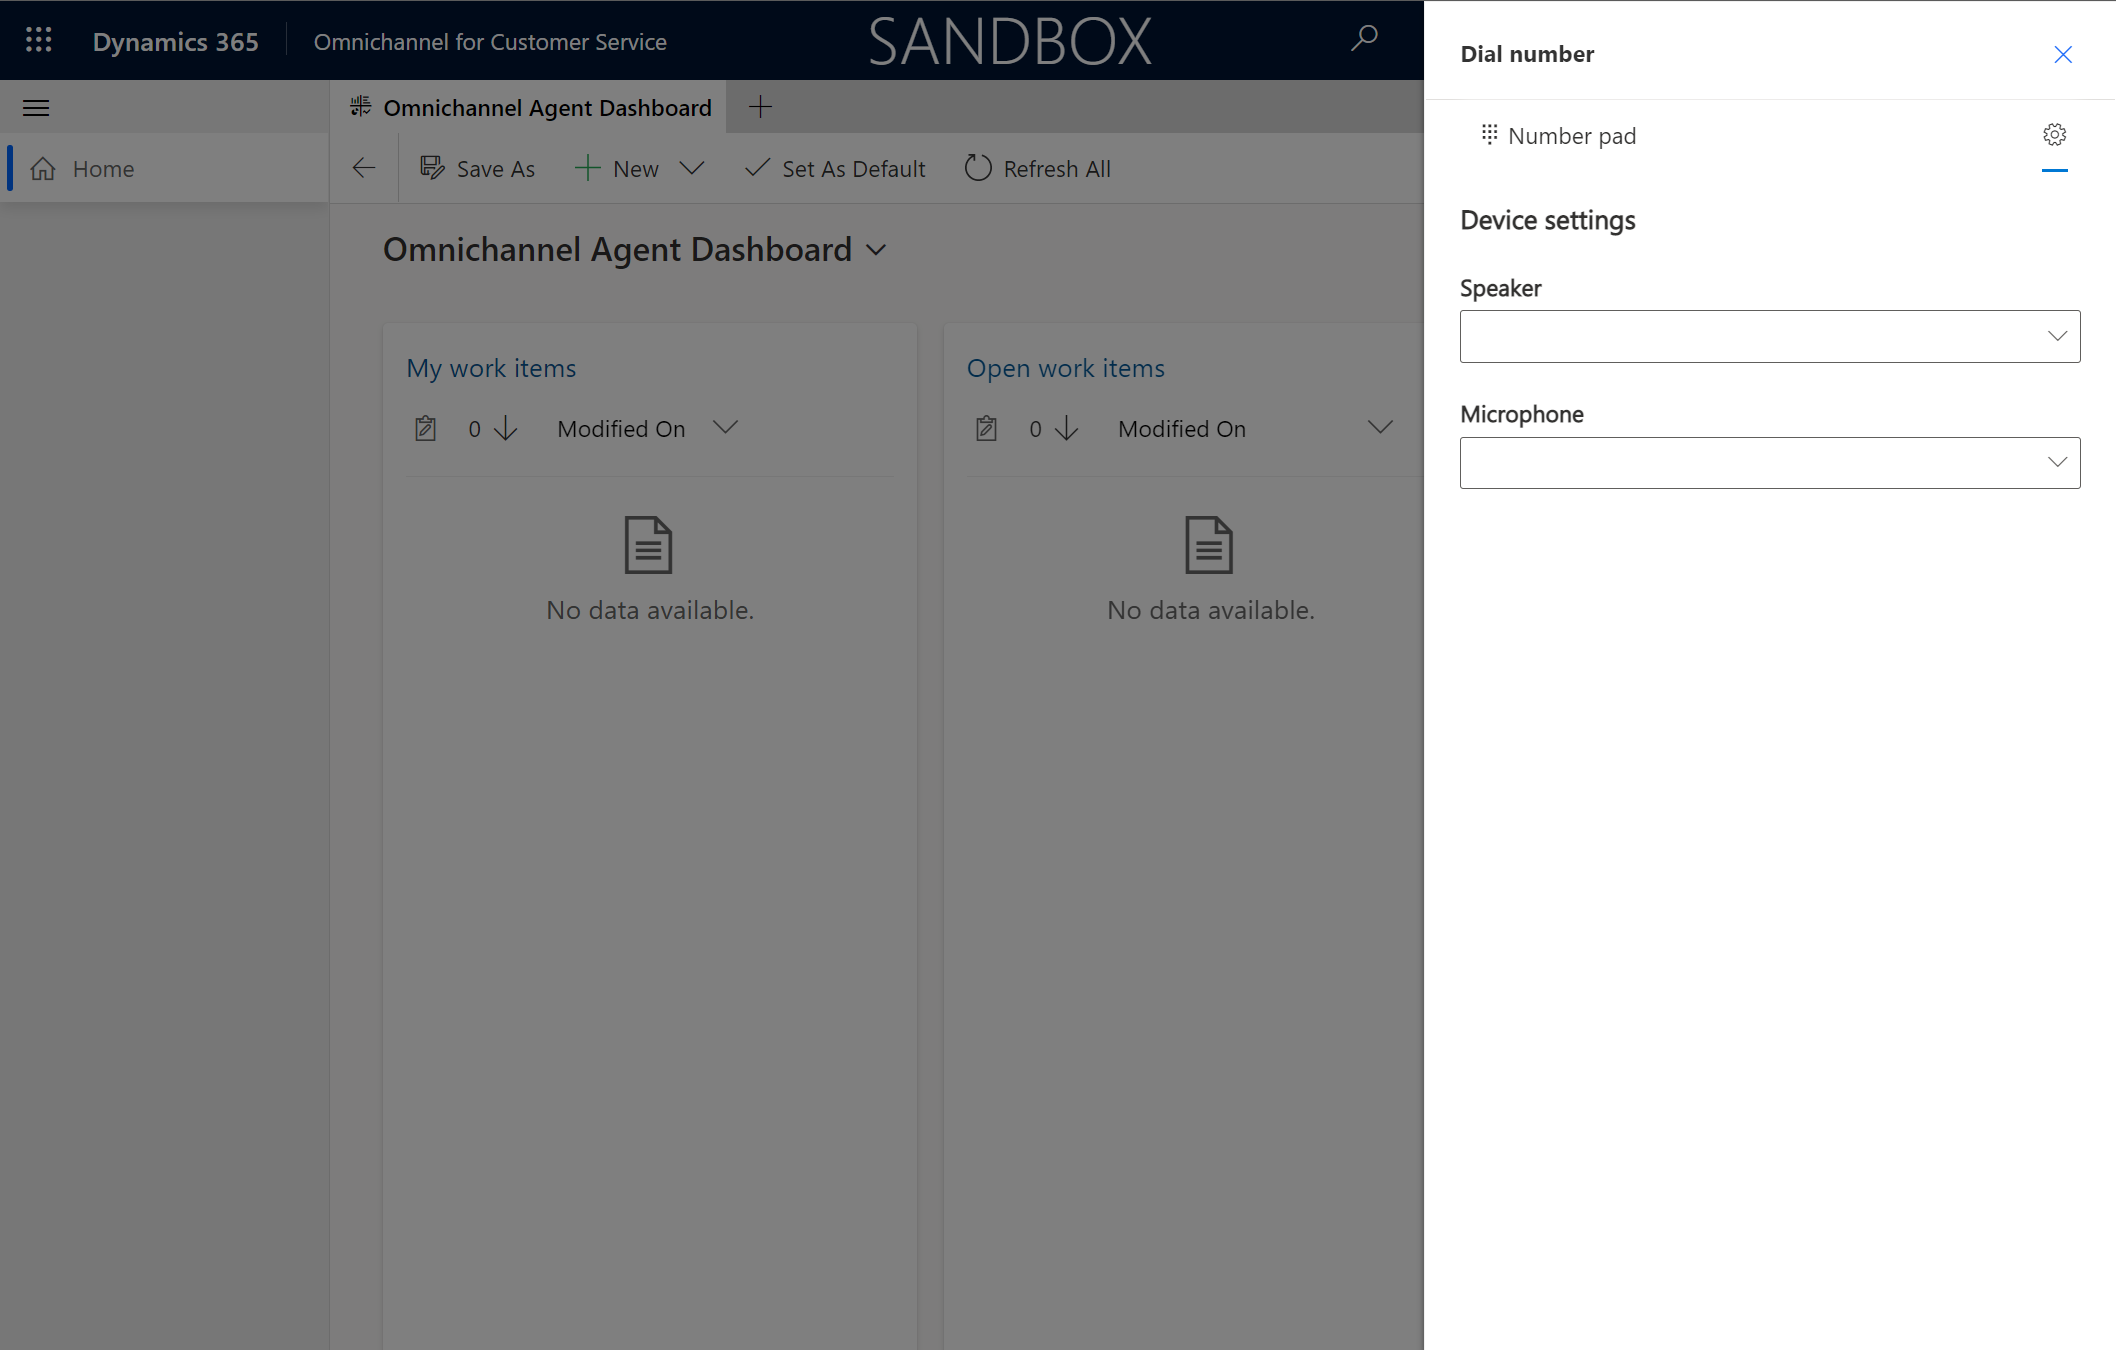 Dynamics 365 Omnichannel for Customer Service SANDBOX
Omnichannel Agent Dashboard
Home
Save As New Set As Default Refresh All
Omnichannel Agent Dashboard
My work items
0 Modified On
No data available.
Open work items
0 Modified On
No data available.
Dial number
Number pad
Device settings
Speaker
Microphone